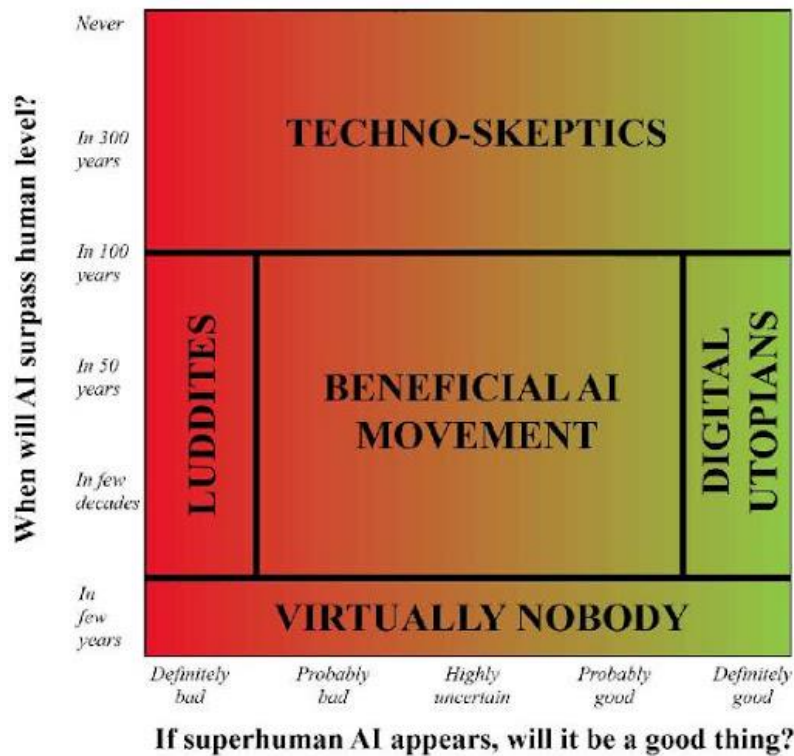 When will AI surpass human level?
Never
In 300
years
In 100
years
In 50
years
In few
decades
In
few
years
TECHNO-SKEPTICS
LUDDITES
BENEFICIAL AI
MOVEMENT
DIGITAL
UTOPIANS
VIRTUALLY NOBODY
Definitely
bad
Probably
bad
Highly
uncertain
Probably
good
Definitely
good
If superhuman AI appears, will it be a good thing?